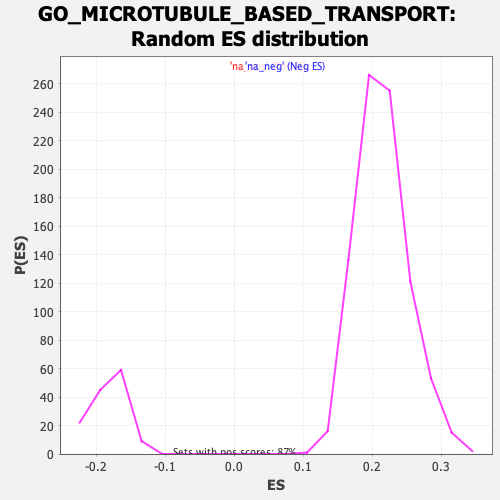 GO_MICROTUBULE_BASED_TRANSPORT:
Random ES distribution
'na 'na_neg' (Neg ES)
260
240
220
200
180
160
140
120
100
80
60
40
20
0
P(ES)
Sets with pos scores: 87%
-0.2 -0.1 0.0 0.1 0.2 0.3
ES